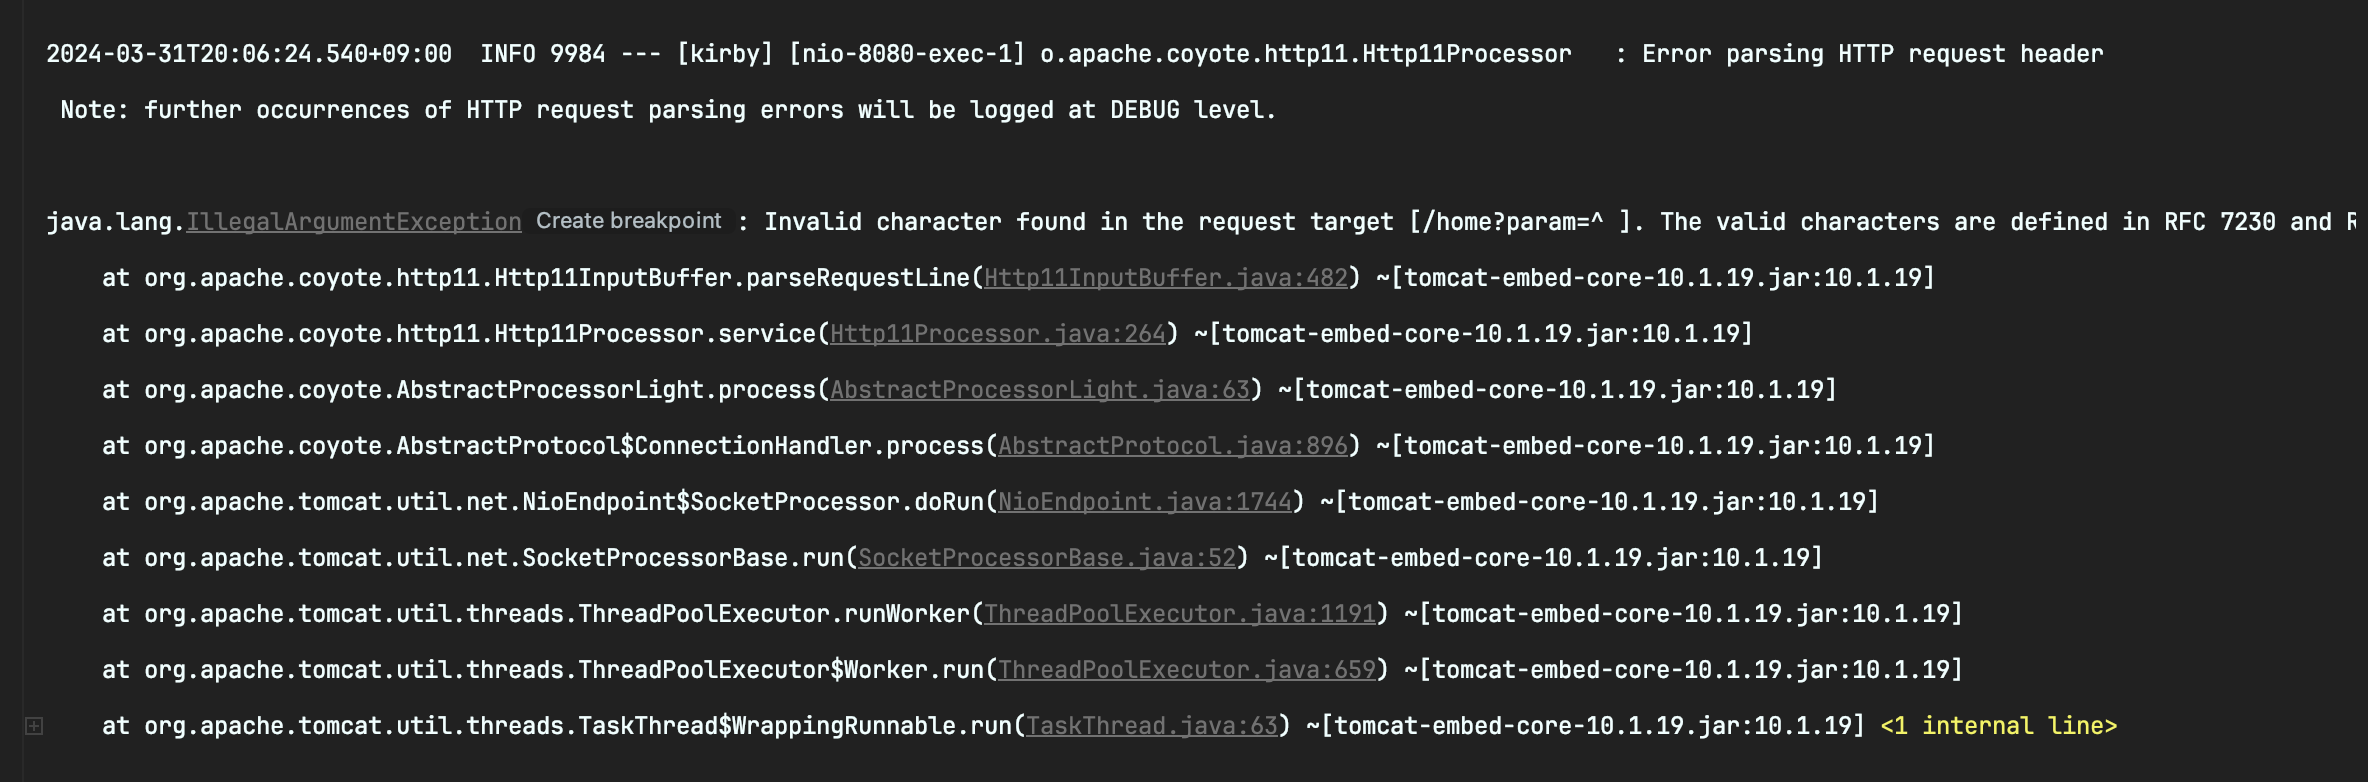 2024-03-31T20:06:24.540+09:00  INFO 9984 --- [kirby] [nio-8080-exec-1] o.apache.coyote.http11.Http11Processor   : Error parsing HTTP request header
 Note: further occurrences of HTTP request parsing errors will be logged at DEBUG level.
java.lang.IllegalArgumentException Create breakpoint : Invalid character found in the request target [/home?param=^ ]. The valid characters are defined in RFC 7230 and R
    at org.apache.coyote.http11.Http11InputBuffer.parseRequestLine(Http11InputBuffer.java:482) ~[tomcat-embed-core-10.1.19.jar:10.1.19]
    at org.apache.coyote.http11.Http11Processor.service(Http11Processor.java:264) ~[tomcat-embed-core-10.1.19.jar:10.1.19]
    at org.apache.coyote.AbstractProcessorLight.process(AbstractProcessorLight.java:63) ~[tomcat-embed-core-10.1.19.jar:10.1.19]
    at org.apache.coyote.AbstractProtocol$ConnectionHandler.process(AbstractProtocol.java:896) ~[tomcat-embed-core-10.1.19.jar:10.1.19]
    at org.apache.tomcat.util.net.NioEndpoint$SocketProcessor.doRun(NioEndpoint.java:1744) ~[tomcat-embed-core-10.1.19.jar:10.1.19]
    at org.apache.tomcat.util.net.SocketProcessorBase.run(SocketProcessorBase.java:52) ~[tomcat-embed-core-10.1.19.jar:10.1.19]
    at org.apache.tomcat.util.threads.ThreadPoolExecutor.runWorker(ThreadPoolExecutor.java:1191) ~[tomcat-embed-core-10.1.19.jar:10.1.19]
    at org.apache.tomcat.util.threads.ThreadPoolExecutor$Worker.run(ThreadPoolExecutor.java:659) ~[tomcat-embed-core-10.1.19.jar:10.1.19]
    at org.apache.tomcat.util.threads.TaskThread$WrappingRunnable.run(TaskThread.java:63) ~[tomcat-embed-core-10.1.19.jar:10.1.19] <1 internal line>